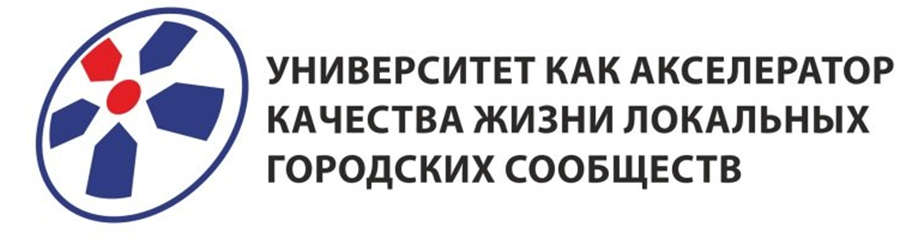 УНИВЕРСИТЕТ КАК АКСЕЛЕРАТОР
КАЧЕСТВА ЖИЗНИ ЛОКАЛЬНЫХ
ГОРОДСКИХ СООБЩЕСТВ